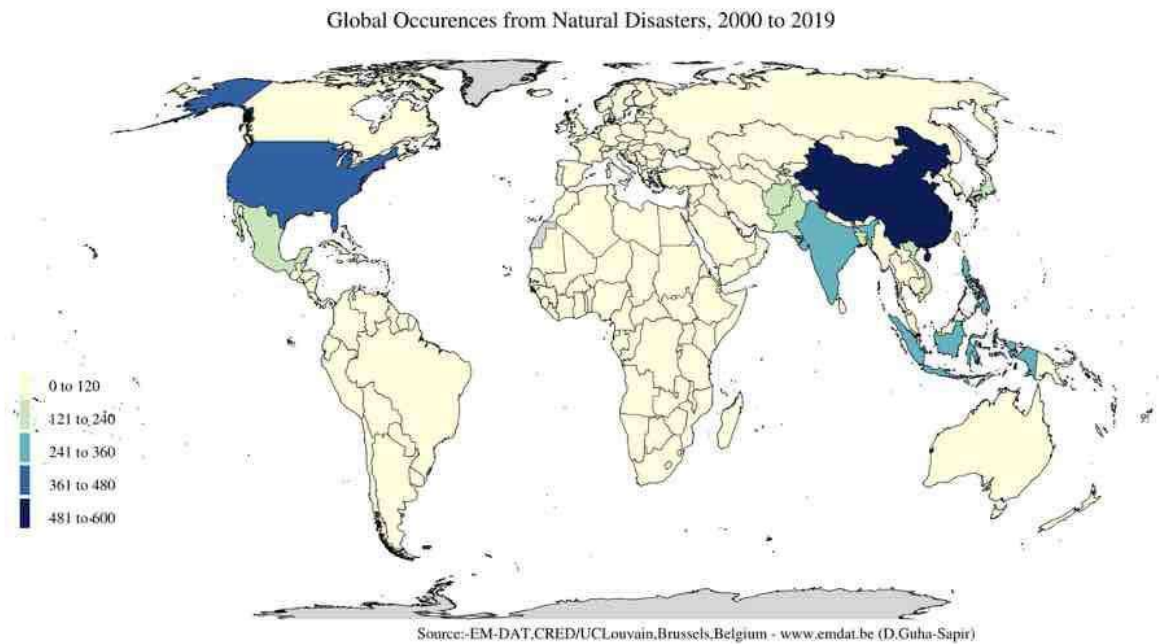 Global Occurences from Natural Disasters, 2000 to 2019
0 to 120
121 to 240
241 to 360
361 to 480
481 to 600
Source:-EM-DAT,CRED/UCLouvain,Brussels,Belgium - www.emdat.be (D.Guha-Sapir)